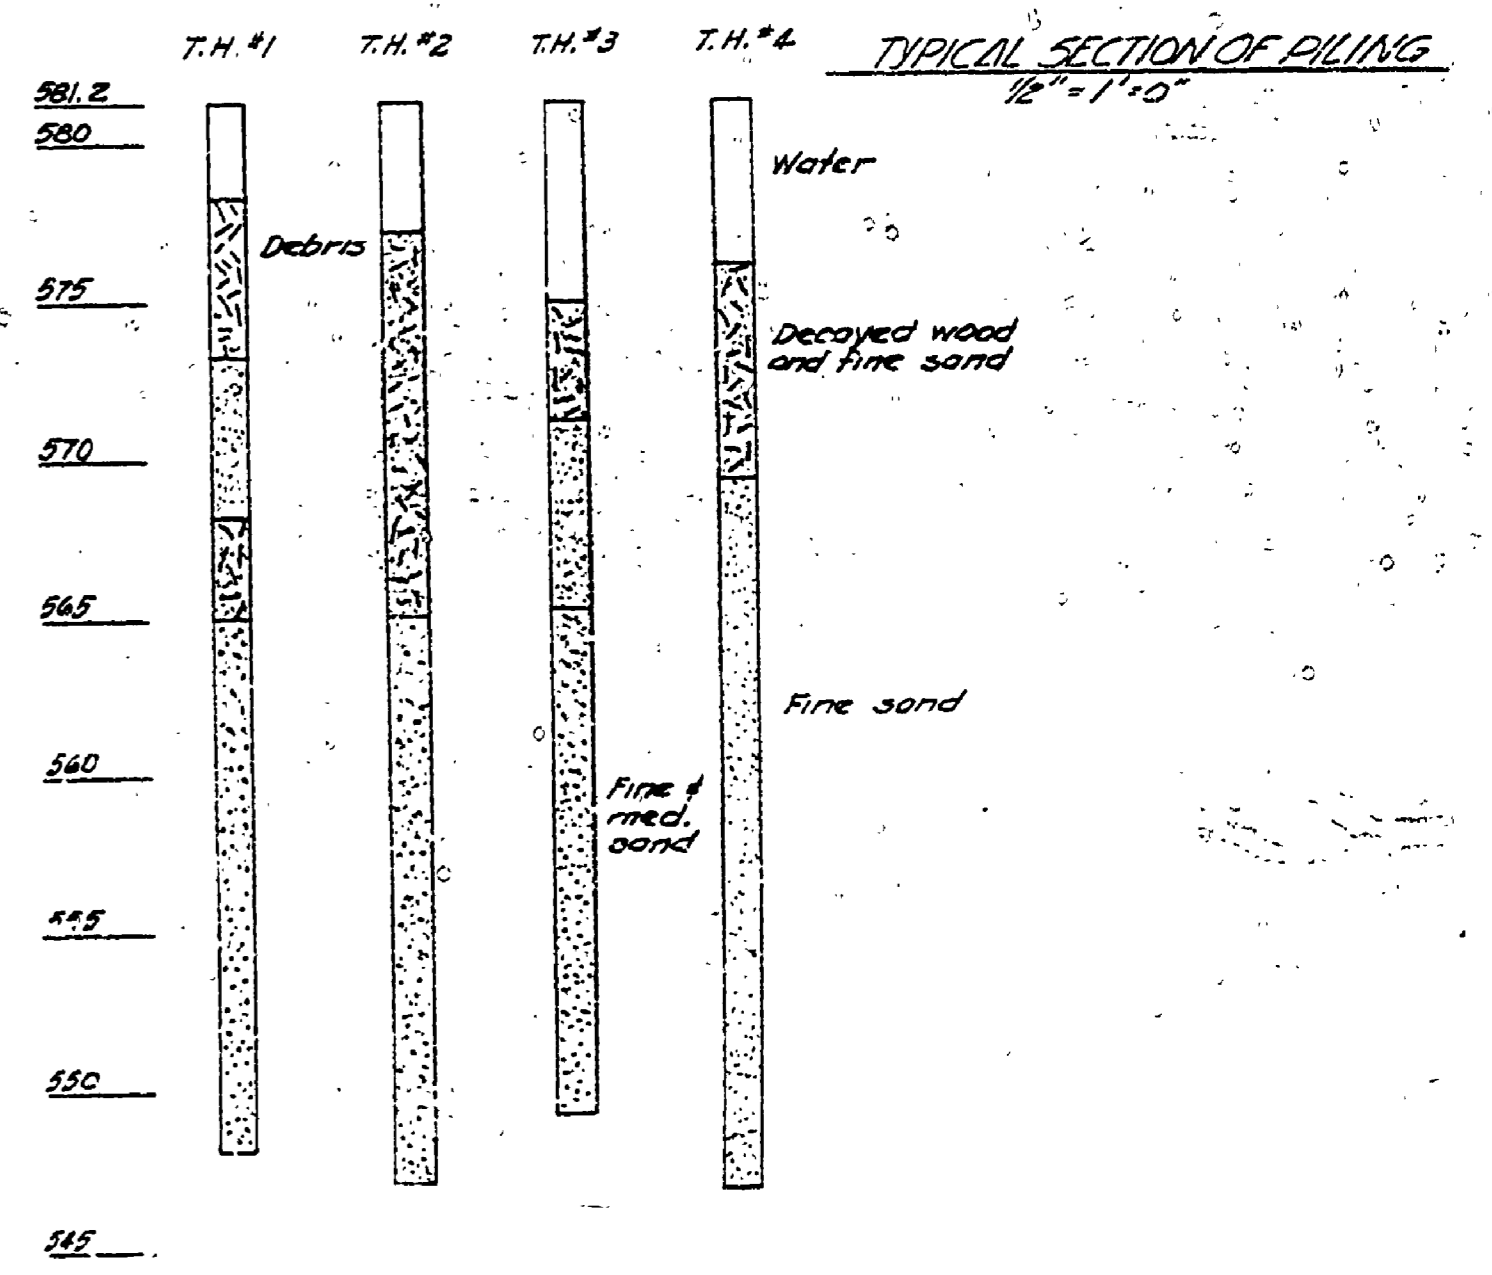 T.H. #1
T.H. #2
T.H. #3
T.H. #4
TYPICAL SECTION OF PILING
1/2" = 1'=0"
581.2
580
Water
Debris
575
Decayed wood
and fine sand
570
565
Fine sand
560
Fine &
med.
sand
555
550
545